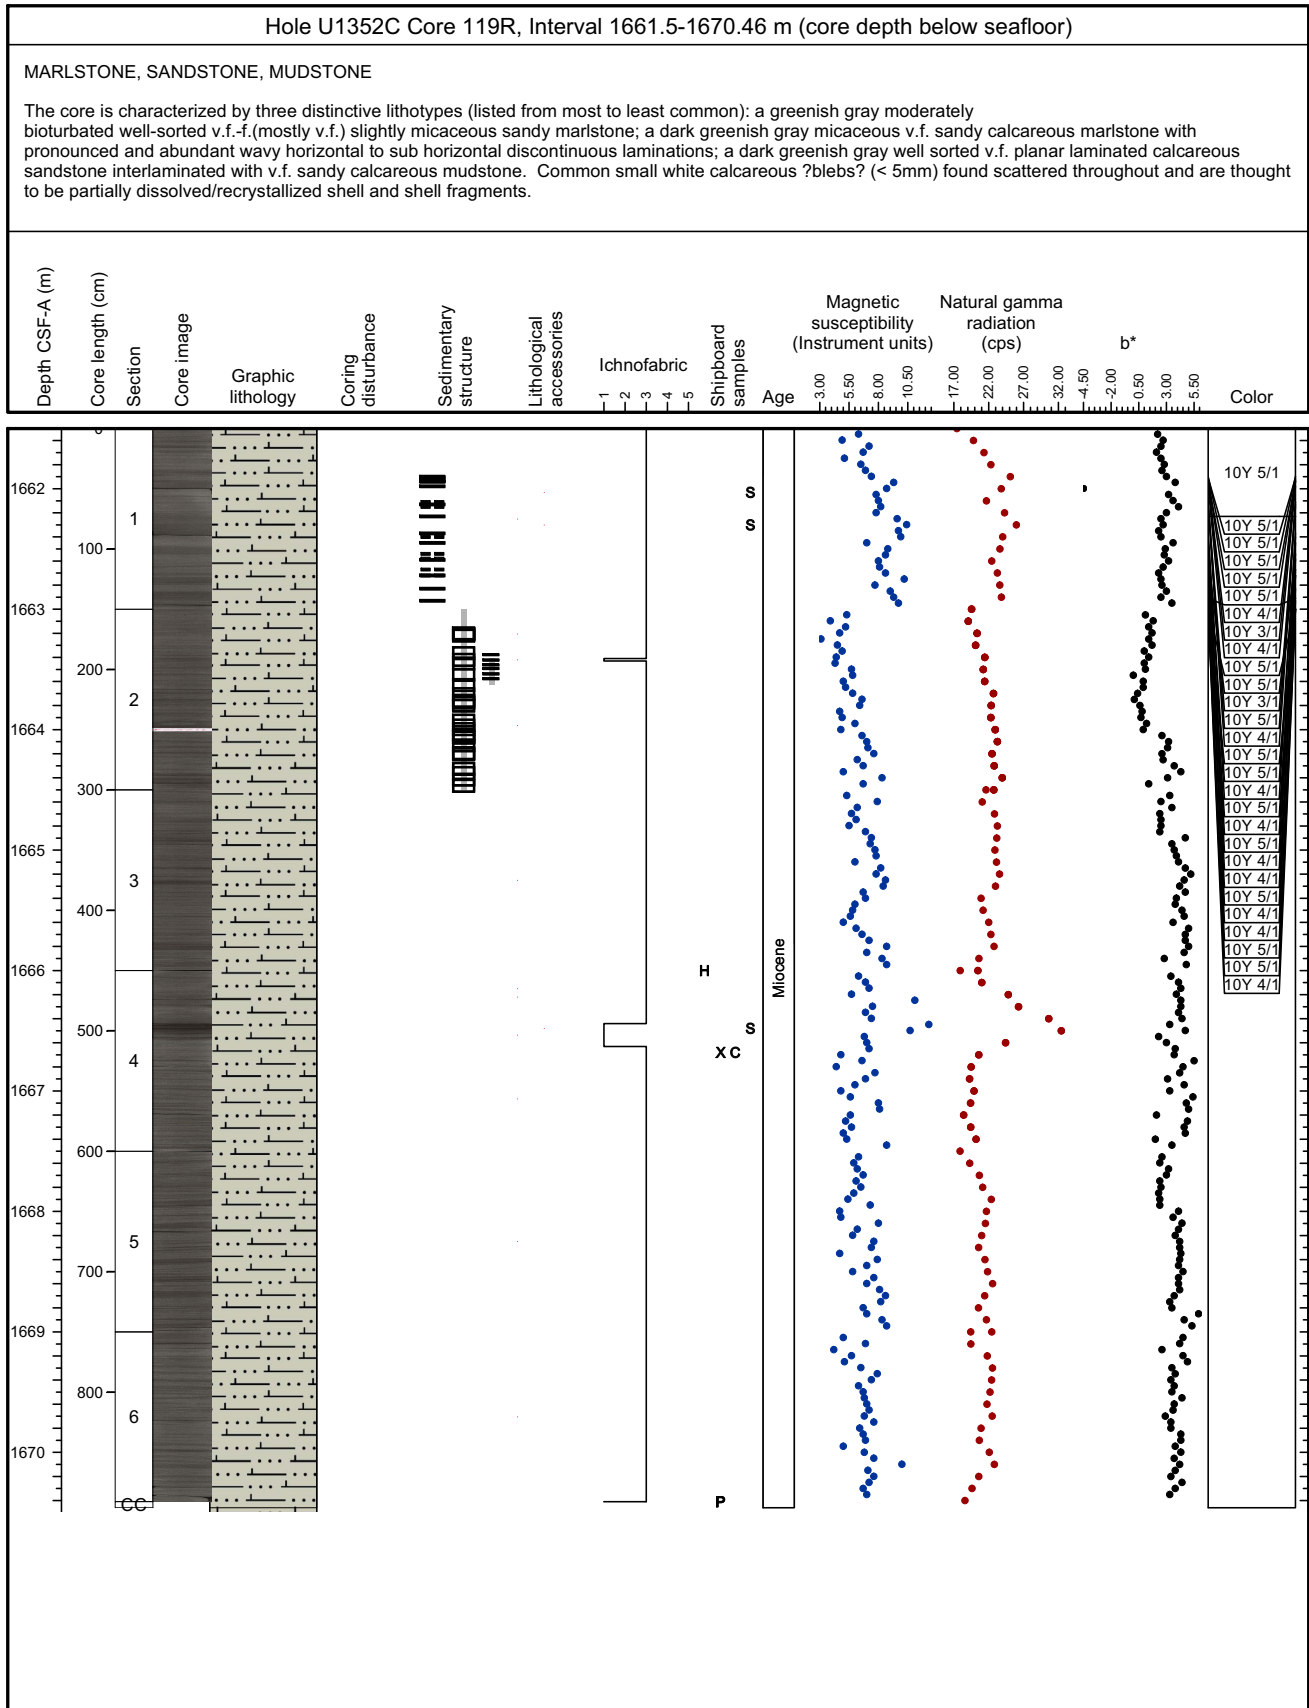 Hole U1352C Core 119R, Interval 1661.5-1670.46 m (core depth below seafloor)
MARLSTONE, SANDSTONE, MUDSTONE
The core is characterized by three distinctive lithotypes (listed from most to least common): a greenish gray moderately
bioturbated well-sorted v.f.-f.(mostly v.f.) slightly micaceous sandy marlstone; a dark greenish gray micaceous v.f. sandy calcareous marlstone with
pronounced and abundant wavy horizontal to sub horizontal discontinuous laminations; a dark greenish gray well sorted v.f. planar laminated calcareous
sandstone interlaminated with v.f. sandy calcareous mudstone.  Common small white calcareous ?blebs? (< 5mm) found scattered throughout and are thought
to be partially dissolved/recrystallized shell and shell fragments.
Depth CSF-A (m)
Core length (cm)
Section
Core image
Graphic
lithology
Coring
disturbance
Sedimentary
structure
Lithological
accessories
Ichnofabric
1 2 3 4 5
Shipboard
samples
Age
Magnetic
susceptibility
(Instrument units)
3.00 5.50 8.00 10.50
Natural gamma
radiation
(cps)
17.00 22.00 27.00 32.00
b*
-4.50 -2.00 0.50 3.00 5.50
Color
0
1662
1663
1664
1665
1666
1667
1668
1669
1670
100
200
300
400
500
600
700
800
1
2
3
4
5
6
CC
S
S
H
S
X C
P
Miocene
10Y 5/1
10Y 5/1
10Y 5/1
10Y 5/1
10Y 5/1
10Y 5/1
10Y 4/1
10Y 3/1
10Y 4/1
10Y 5/1
10Y 5/1
10Y 3/1
10Y 5/1
10Y 4/1
10Y 5/1
10Y 5/1
10Y 4/1
10Y 5/1
10Y 4/1
10Y 5/1
10Y 4/1
10Y 4/1
10Y 5/1
10Y 4/1
10Y 4/1
10Y 5/1
10Y 5/1
10Y 4/1